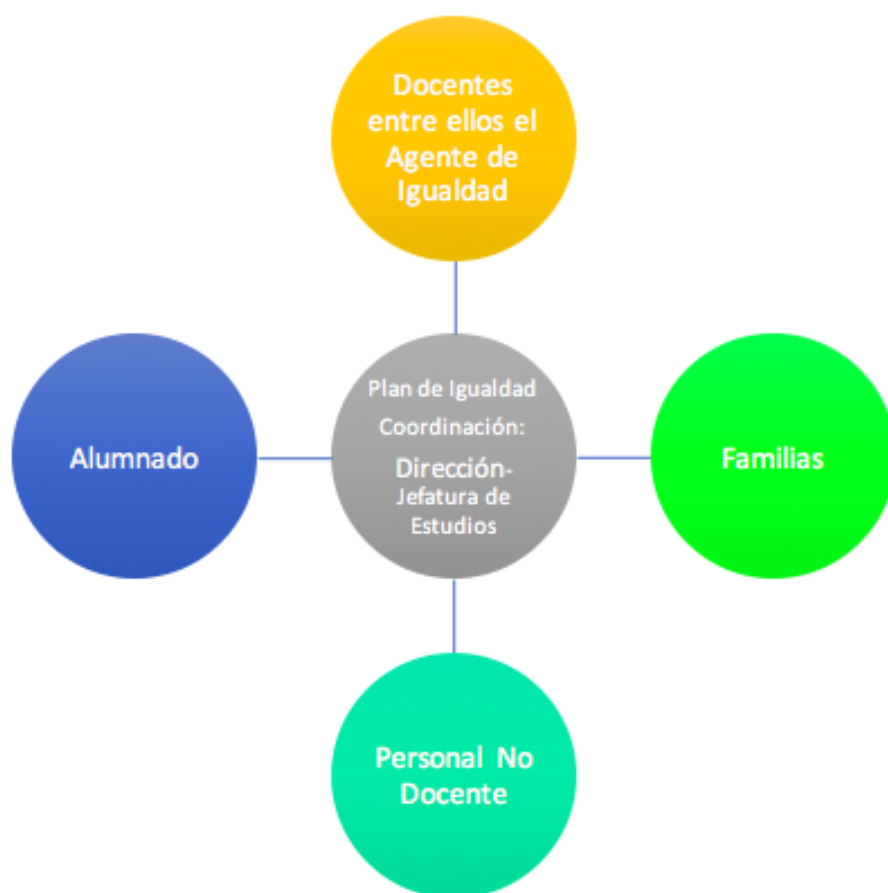 Docentes
entre ellos el
Agente de
Igualdad
Plan de Igualdad
Coordinación:
Dirección-
Jefatura de
Estudios
Alumnado
Familias
Personal No
Docente